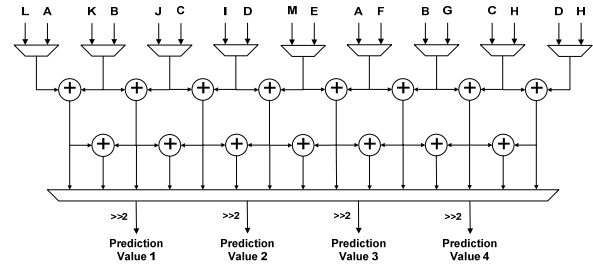 L A K B J C I D M E A F B G C H D H
+ + + + + + + +
+ + + + + + +
>>2 >>2 >>2 >>2
Prediction Value 1
Prediction Value 2
Prediction Value 3
Prediction Value 4